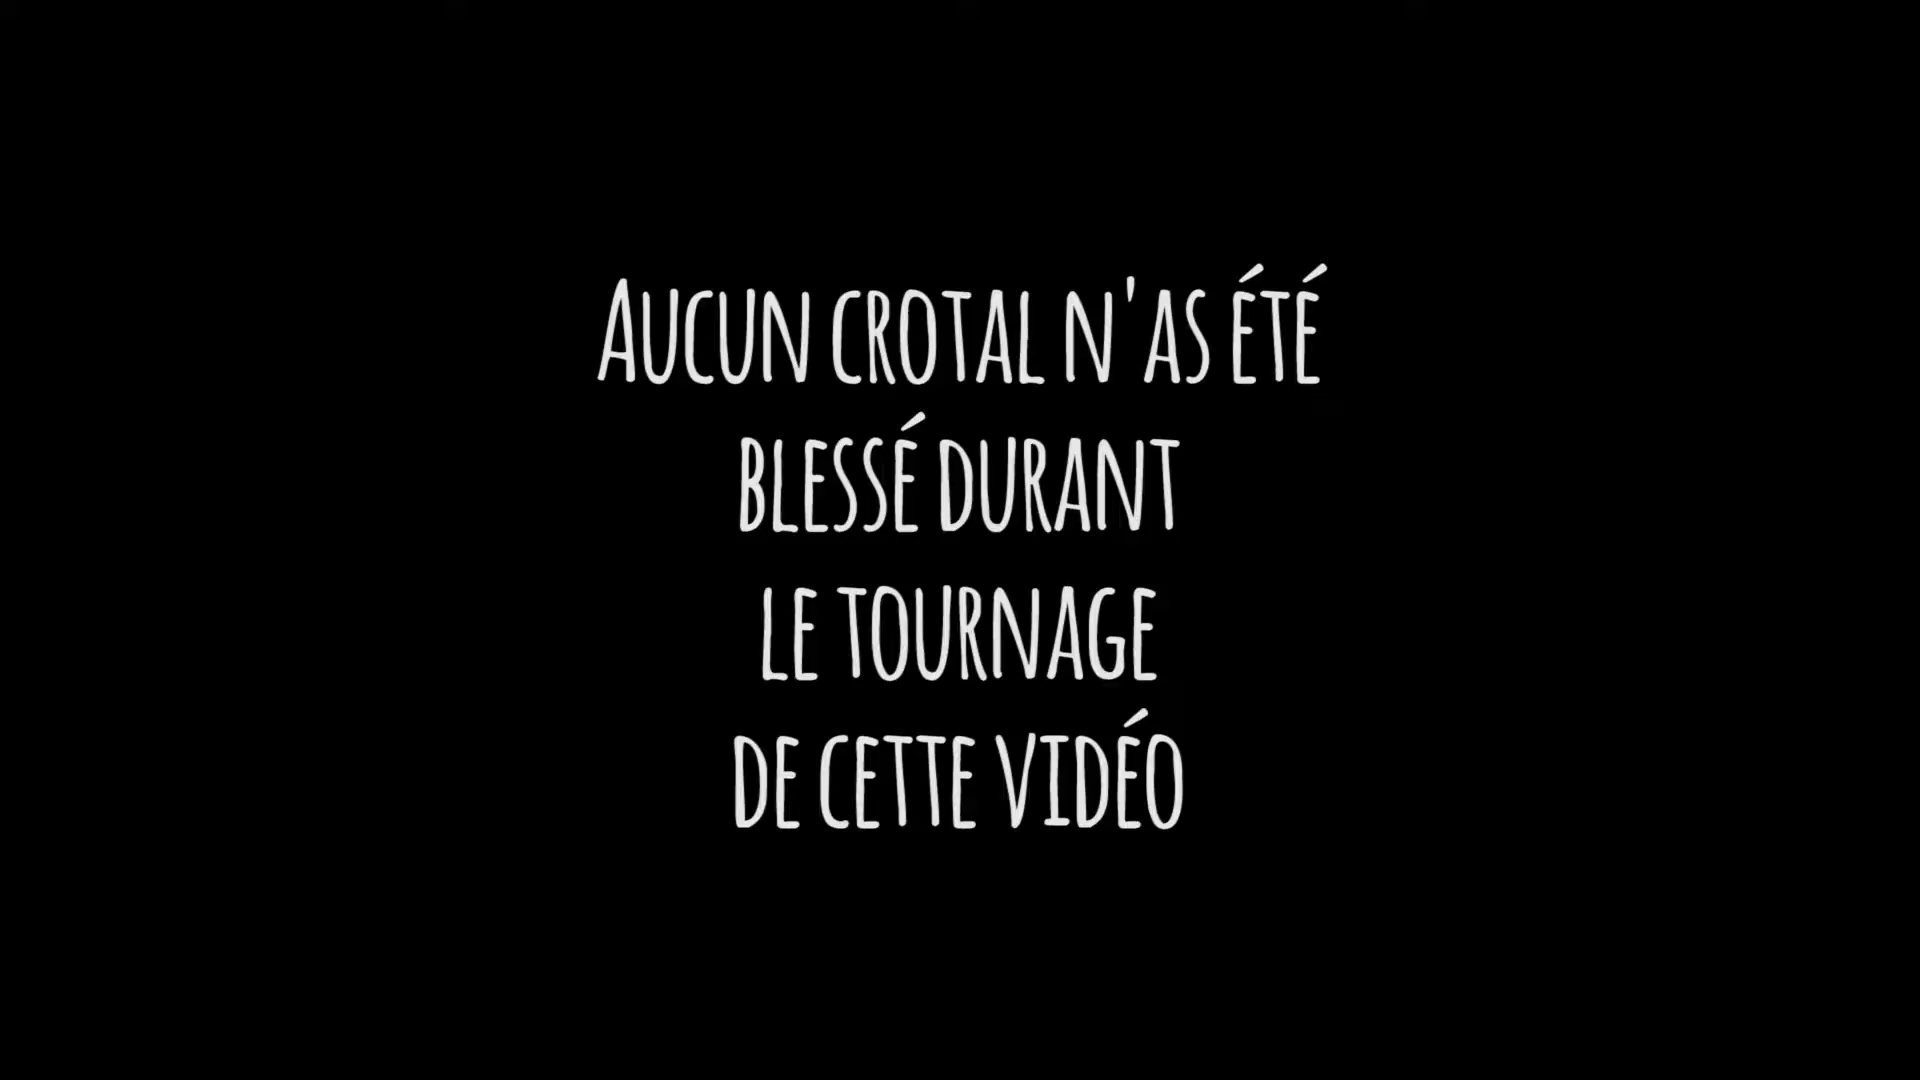 Aucun crotal n'as été
blessé durant
le tournage
de cette vidéo